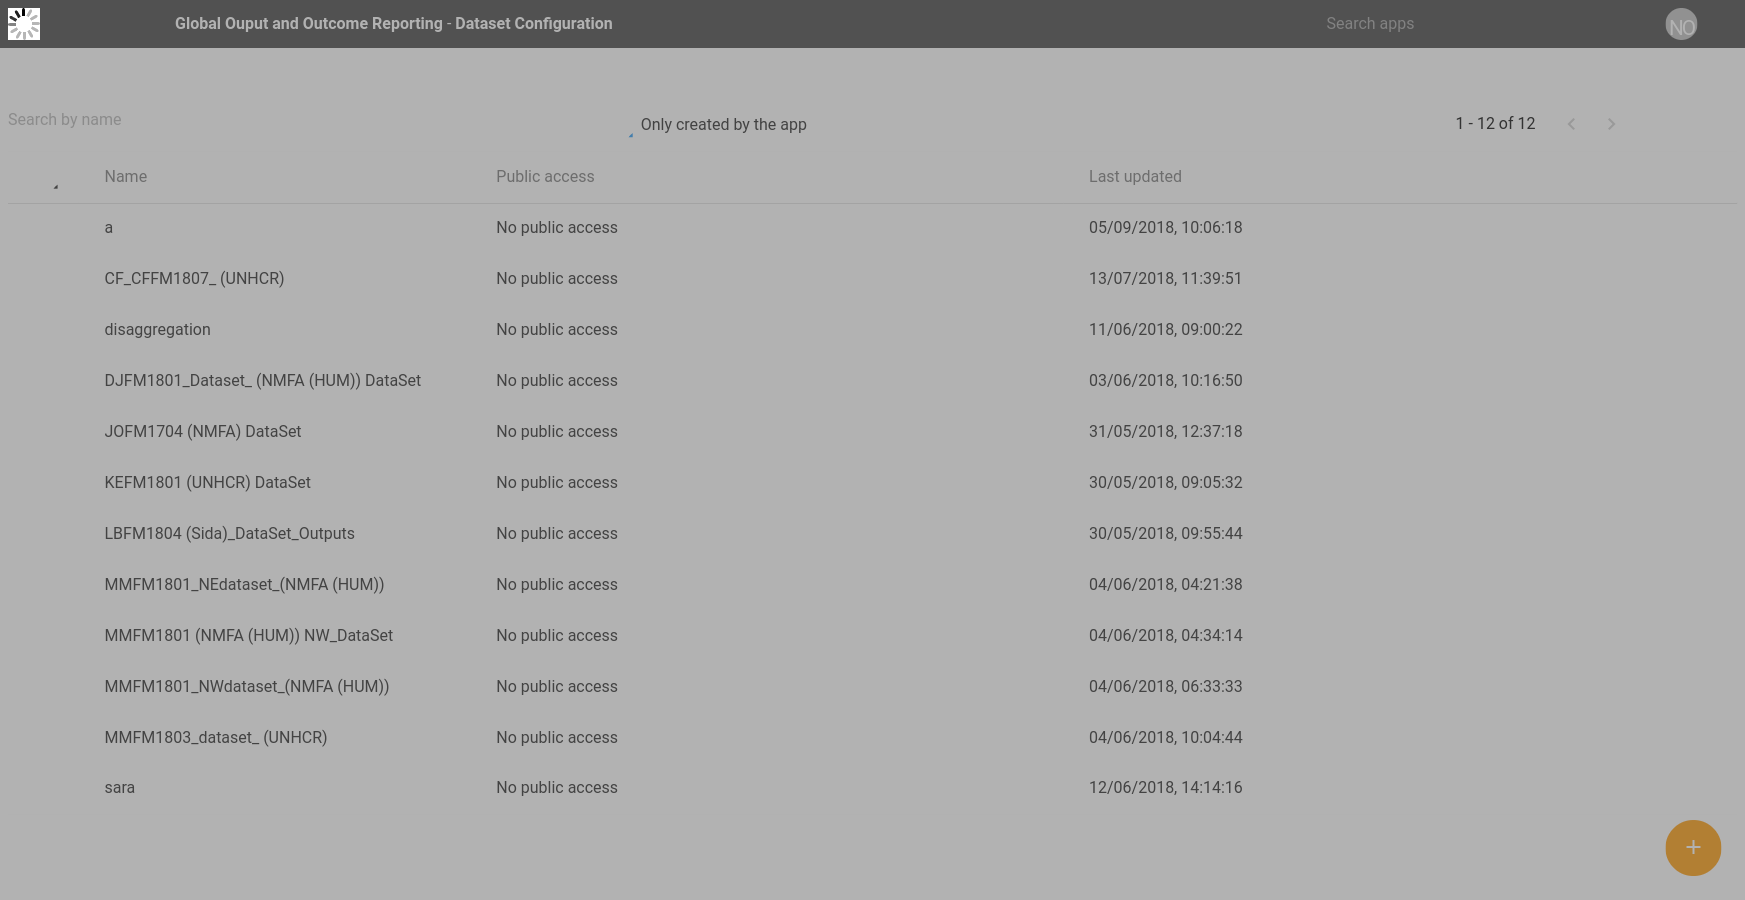 Global Ouput and Outcome Reporting - Dataset Configuration
Search apps
NO
Search by name
Only created by the app
1 - 12 of 12
Name Public access Last updated
a No public access 05/09/2018, 10:06:18
CF_CFFM1807_ (UNHCR) No public access 13/07/2018, 11:39:51
disaggregation No public access 11/06/2018, 09:00:22
DJFM1801_Dataset_ (NMFA (HUM)) DataSet No public access 03/06/2018, 10:16:50
JOFM1704 (NMFA) DataSet No public access 31/05/2018, 12:37:18
KEFM1801 (UNHCR) DataSet No public access 30/05/2018, 09:05:32
LBFM1804 (Sida)_DataSet_Outputs No public access 30/05/2018, 09:55:44
MMFM1801_NEdataset_(NMFA (HUM)) No public access 04/06/2018, 04:21:38
MMFM1801 (NMFA (HUM)) NW_DataSet No public access 04/06/2018, 04:34:14
MMFM1801_NWdataset_(NMFA (HUM)) No public access 04/06/2018, 06:33:33
MMFM1803_dataset_ (UNHCR) No public access 04/06/2018, 10:04:44
sara No public access 12/06/2018, 14:14:16